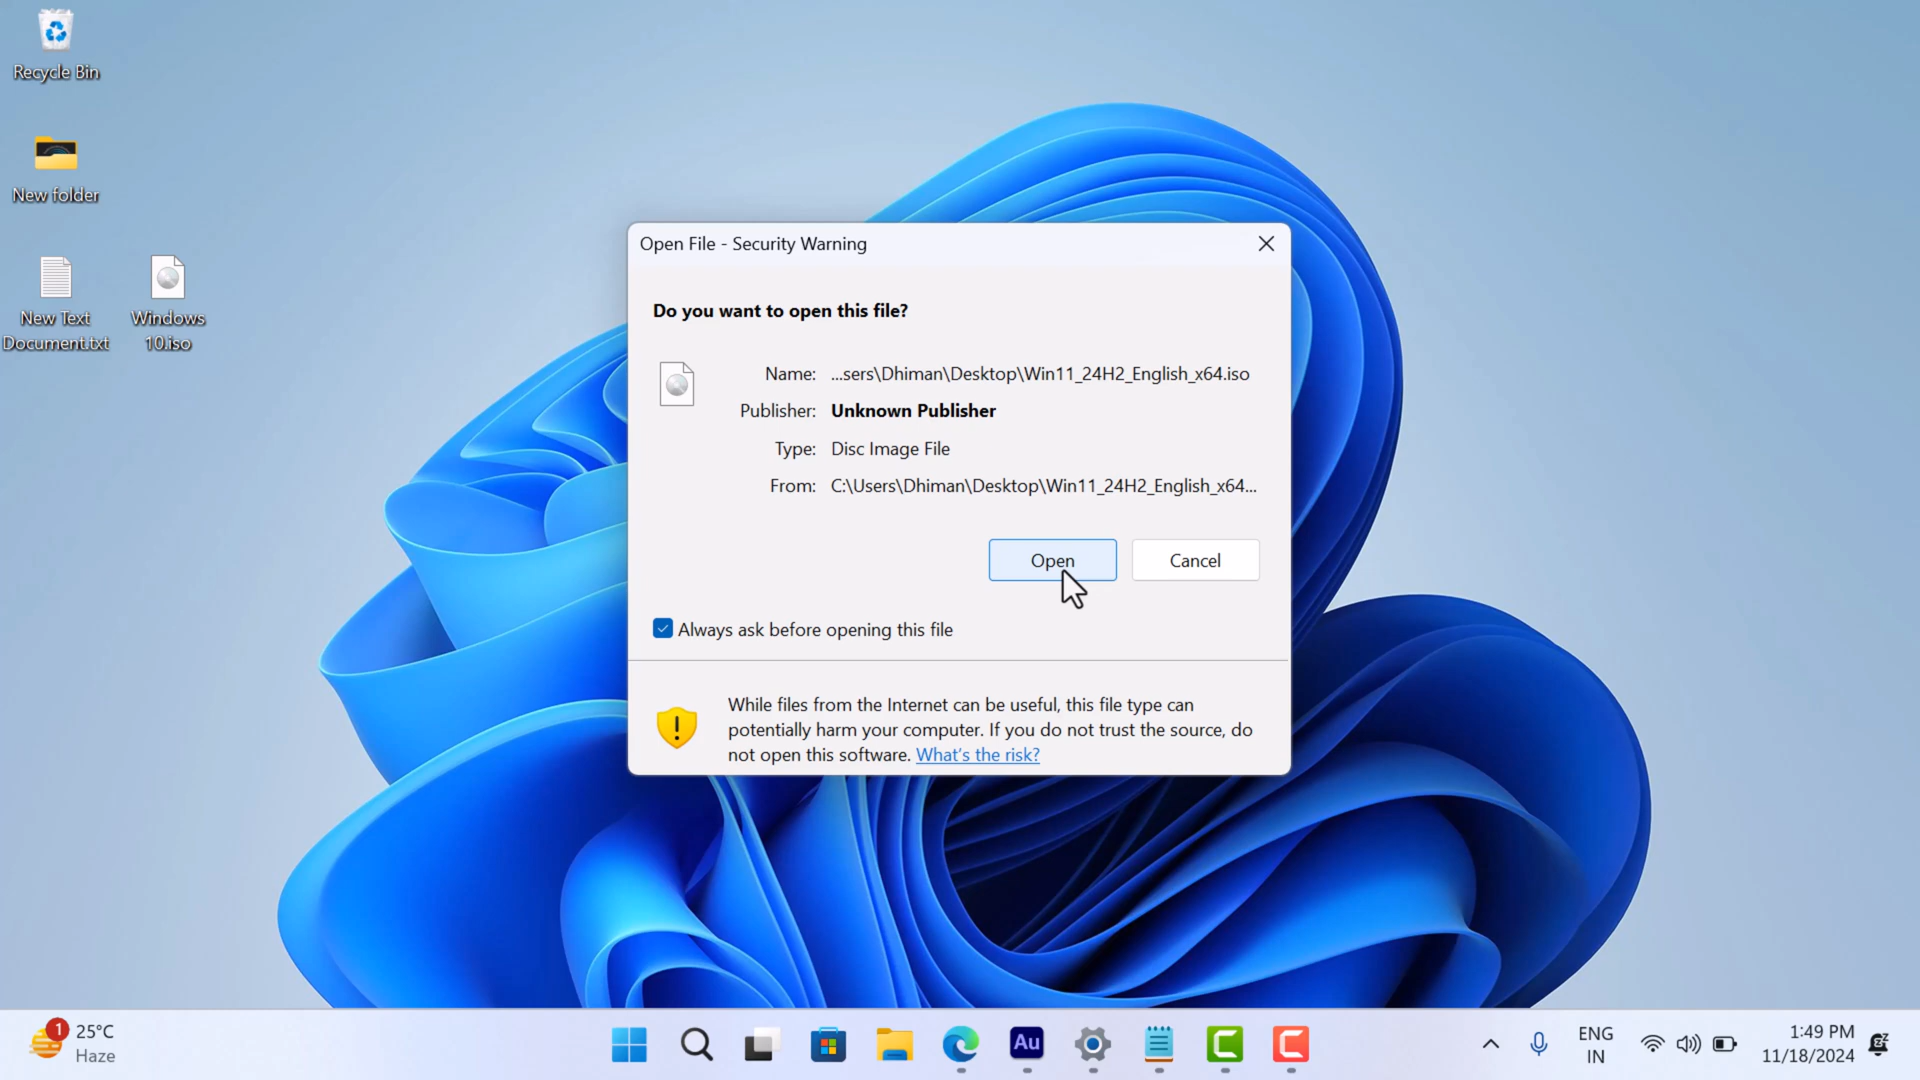 Recycle Bin
New folder
New Text
Document.txt
Windows
10.iso
Open File - Security Warning
Do you want to open this file?
Name: ...sers\Dhiman\Desktop\Win11_24H2_English_x64.iso
Publisher: Unknown Publisher
Type: Disc Image File
From: C:\Users\Dhiman\Desktop\Win11_24H2_English_x64...
Open Cancel
Always ask before opening this file
While files from the Internet can be useful, this file type can
potentially harm your computer. If you do not trust the source, do
not open this software. What's the risk?
1
25°C
Haze
Au
ENG
IN
1:49 PM
11/18/2024